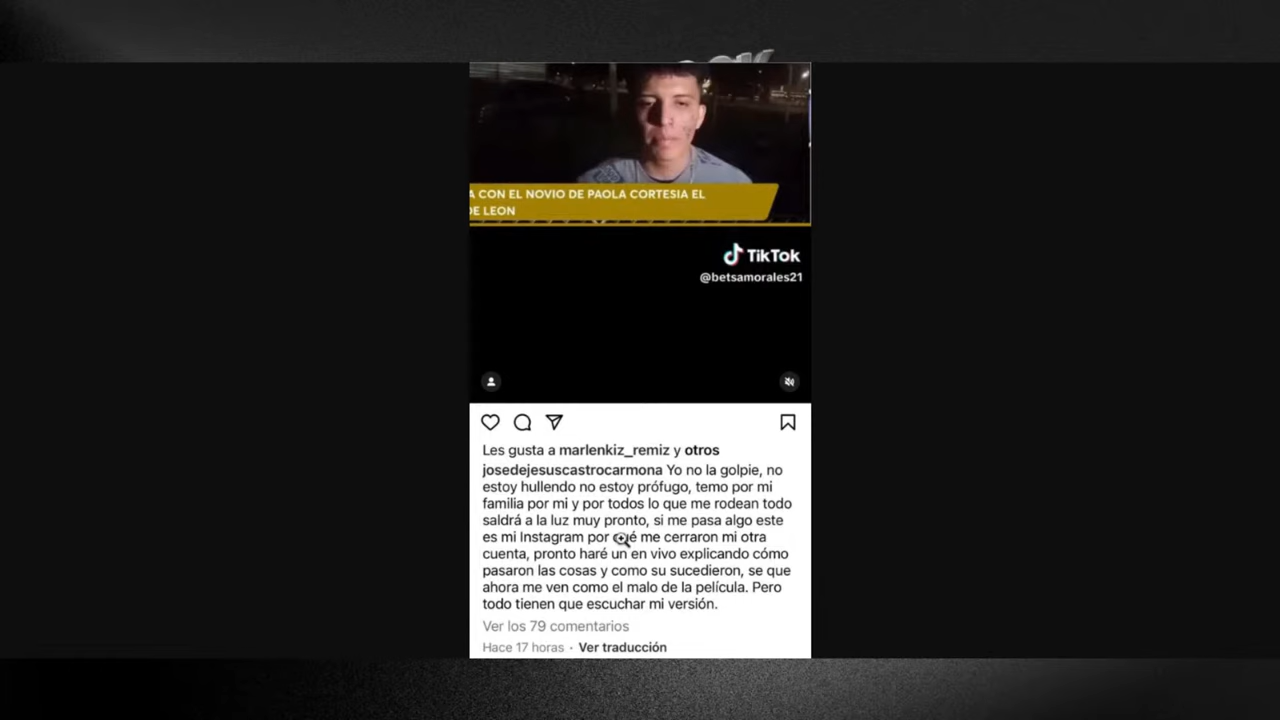 A CON EL NOVIO DE PAOLA CORTESIA EL
DE LEON
TikTok
@betsamorales21
Les gusta a marlenkiz_remiz y otros
josedejesuscastrocarmona Yo no la golpie, no
estoy hullendo no estoy prófugo, temo por mi
familia por mi y por todos lo que me rodean todo
saldrá a la luz muy pronto, si me pasa algo este
es mi Instagram por qué me cerraron mi otra
cuenta, pronto haré un en vivo explicando cómo
pasaron las cosas y como su sucedieron, se que
ahora me ven como el malo de la película. Pero
todo tienen que escuchar mi versión.
Ver los 79 comentarios
Hace 17 horas · Ver traducción